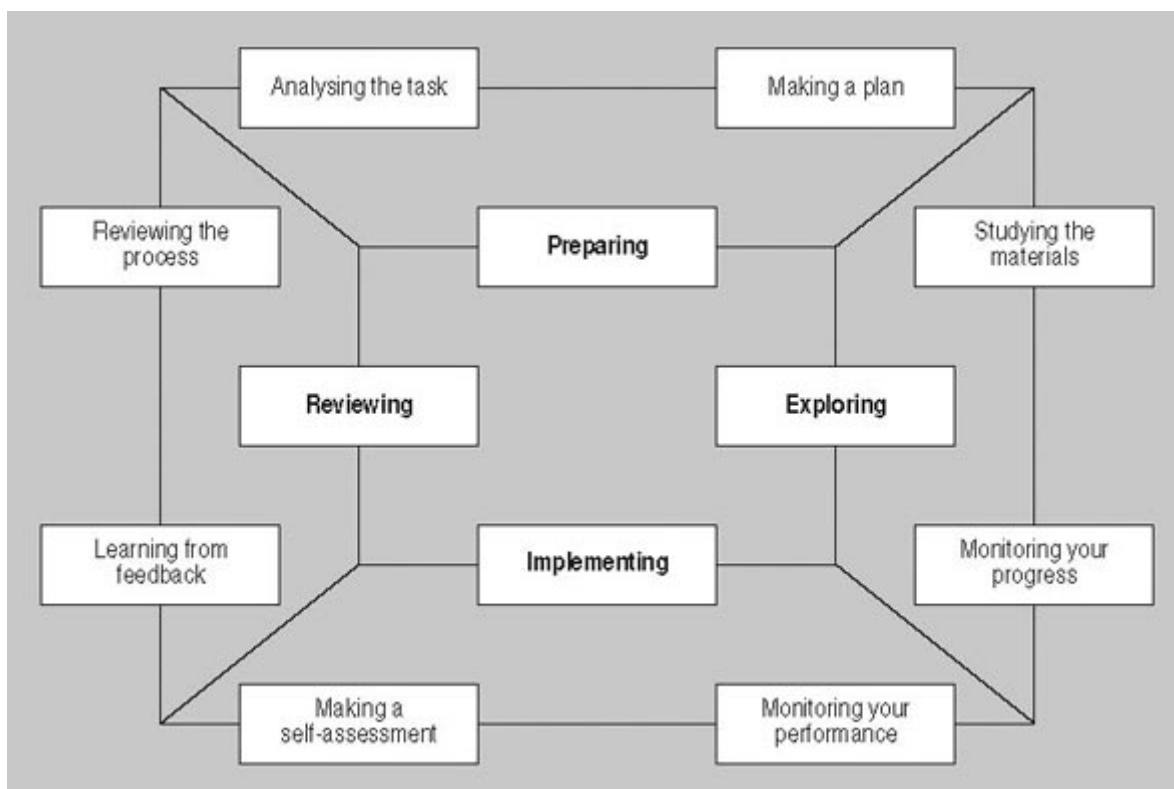 Analysing the task
Making a plan
Reviewing the
process
Preparing
Studying the
materials
Reviewing
Exploring
Learning from
feedback
Implementing
Monitoring your
progress
Making a
self-assessment
Monitoring your
performance